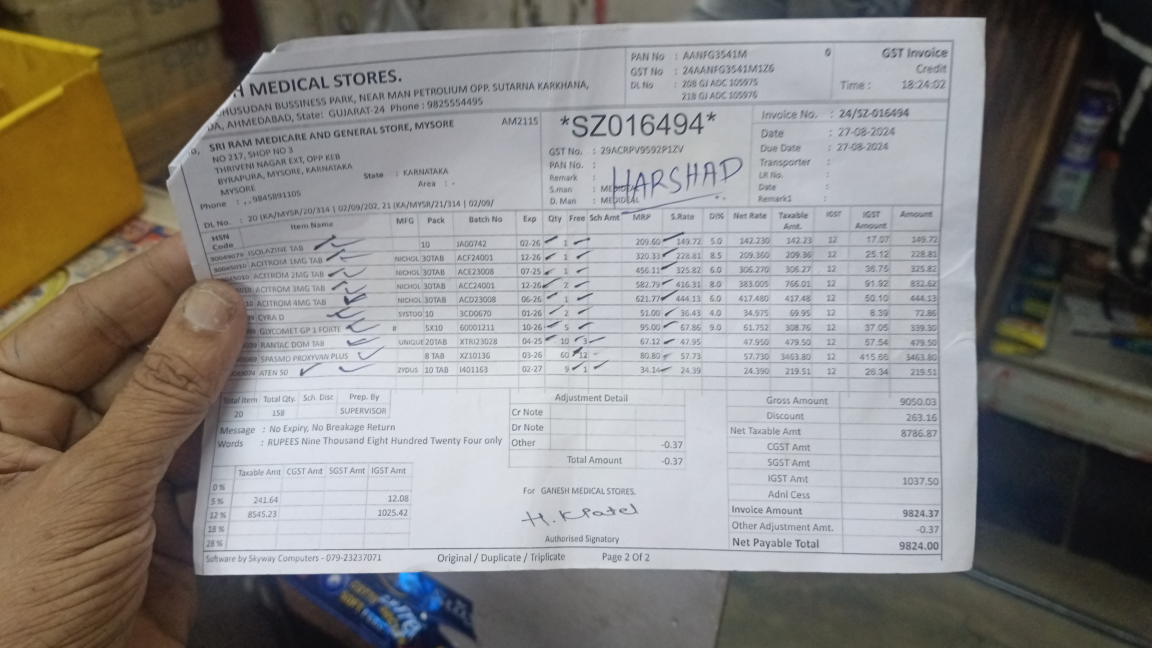 H MEDICAL STORES.
HUSUDAN BUSSINESS PARK, NEAR MAN PETROLIUM OPP. SUTARNA KARKHANA,
DA, AHMEDABAD, State: GUJARAT-24 Phone : 9825554495
PAN No : AANFG3541M
GST No : 24AANFG3541M1Z6
DL No : 20B GJ ADC 105975
21B GJ ADC 105976
GST Invoice
Credit
Time : 18:24:02
SRI RAM MEDICARE AND GENERAL STORE, MYSORE AM2115
NO 217, SHOP NO 3
THRIVENI NAGAR EXT, OPP KEB
BYRAPURA, MYSORE, KARNATAKA
MYSORE
State : KARNATAKA
Area : -
Phone : , ,9845891105
DL No. : 20 (KA/MYSR/20/314 | 02/09/202, 21 (KA/MYSR/21/314 | 02/09/
*SZ016494*
GST No. : 29ACRPV9592P1ZV
PAN No. :
Remark :
S.man :
D. Man :
HARSHAD
Invoice No. : 24/SZ-016494
Date : 27-08-2024
Due Date : 27-08-2024
Transporter :
LR No. :
Date :
Remark1 :
HSN Code Item Name MFG Pack Batch No Exp Qty Free Sch Amt MRP S.Rate D% Net Rate Taxable Amt. IGST IGST Amount Amount
ISOLAZINE TAB 10 JA00742 02-26 1 209.60 149.72 5.0 142.230 142.23 12 17.07 149.72
ACITROM 1MG TAB NICHOL 30TAB ACF24001 12-26 1 320.33 228.81 8.5 209.360 209.36 12 25.12 228.81
ACITROM 2MG TAB NICHOL 30TAB ACE23008 07-25 1 456.11 325.82 6.0 306.270 306.27 12 36.75 325.82
ACITROM 3MG TAB NICHOL 30TAB ACC24001 12-26 2 582.79 416.31 8.0 383.005 766.01 12 91.92 832.62
ACITROM 4MG TAB NICHOL 30TAB ACD23008 06-26 1 621.77 444.13 6.0 417.480 417.48 12 50.10 444.13
CYRA D SYSTOO 10 3CD0670 01-26 2 51.00 36.43 4.0 34.975 69.95 12 8.39 72.86
GLYCOMET GP 1 FORTE # 5X10 60001211 10-26 5 95.00 67.86 9.0 61.752 308.76 12 37.05 339.30
RANTAC DOM TAB UNIQUE 20TAB XTRJ23028 04-25 10 3 67.12 47.95 47.950 479.50 12 57.54 479.50
SPASMO PROXYVAN PLUS 8 TAB XZ10136 03-26 60 12 80.80 57.73 57.730 3463.80 12 415.66 3463.80
ATEN 50 ZYDUS 10 TAB I401163 02-27 9 1 34.14 24.39 24.390 219.51 12 26.34 219.51
Total Item Total Qty. Sch. Disc Prep. By
20 158 SUPERVISOR
Message : No Expiry, No Breakage Return
Words : RUPEES Nine Thousand Eight Hundred Twenty Four only
Adjustment Detail
Cr Note
Dr Note
Other -0.37
Total Amount -0.37
Gross Amount 9050.03
Discount 263.16
Net Taxable Amt 8786.87
CGST Amt
SGST Amt
IGST Amt 1037.50
Adnl Cess
Invoice Amount 9824.37
Other Adjustment Amt. -0.37
Net Payable Total 9824.00
Taxable Amt CGST Amt SGST Amt IGST Amt
0 %
5 % 241.64 12.08
12 % 8545.23 1025.42
18 %
28 %
For GANESH MEDICAL STORES.
H. K Patel
Authorised Signatory
Software by Skyway Computers - 079-23237071 Original / Duplicate / Triplicate Page 2 Of 2